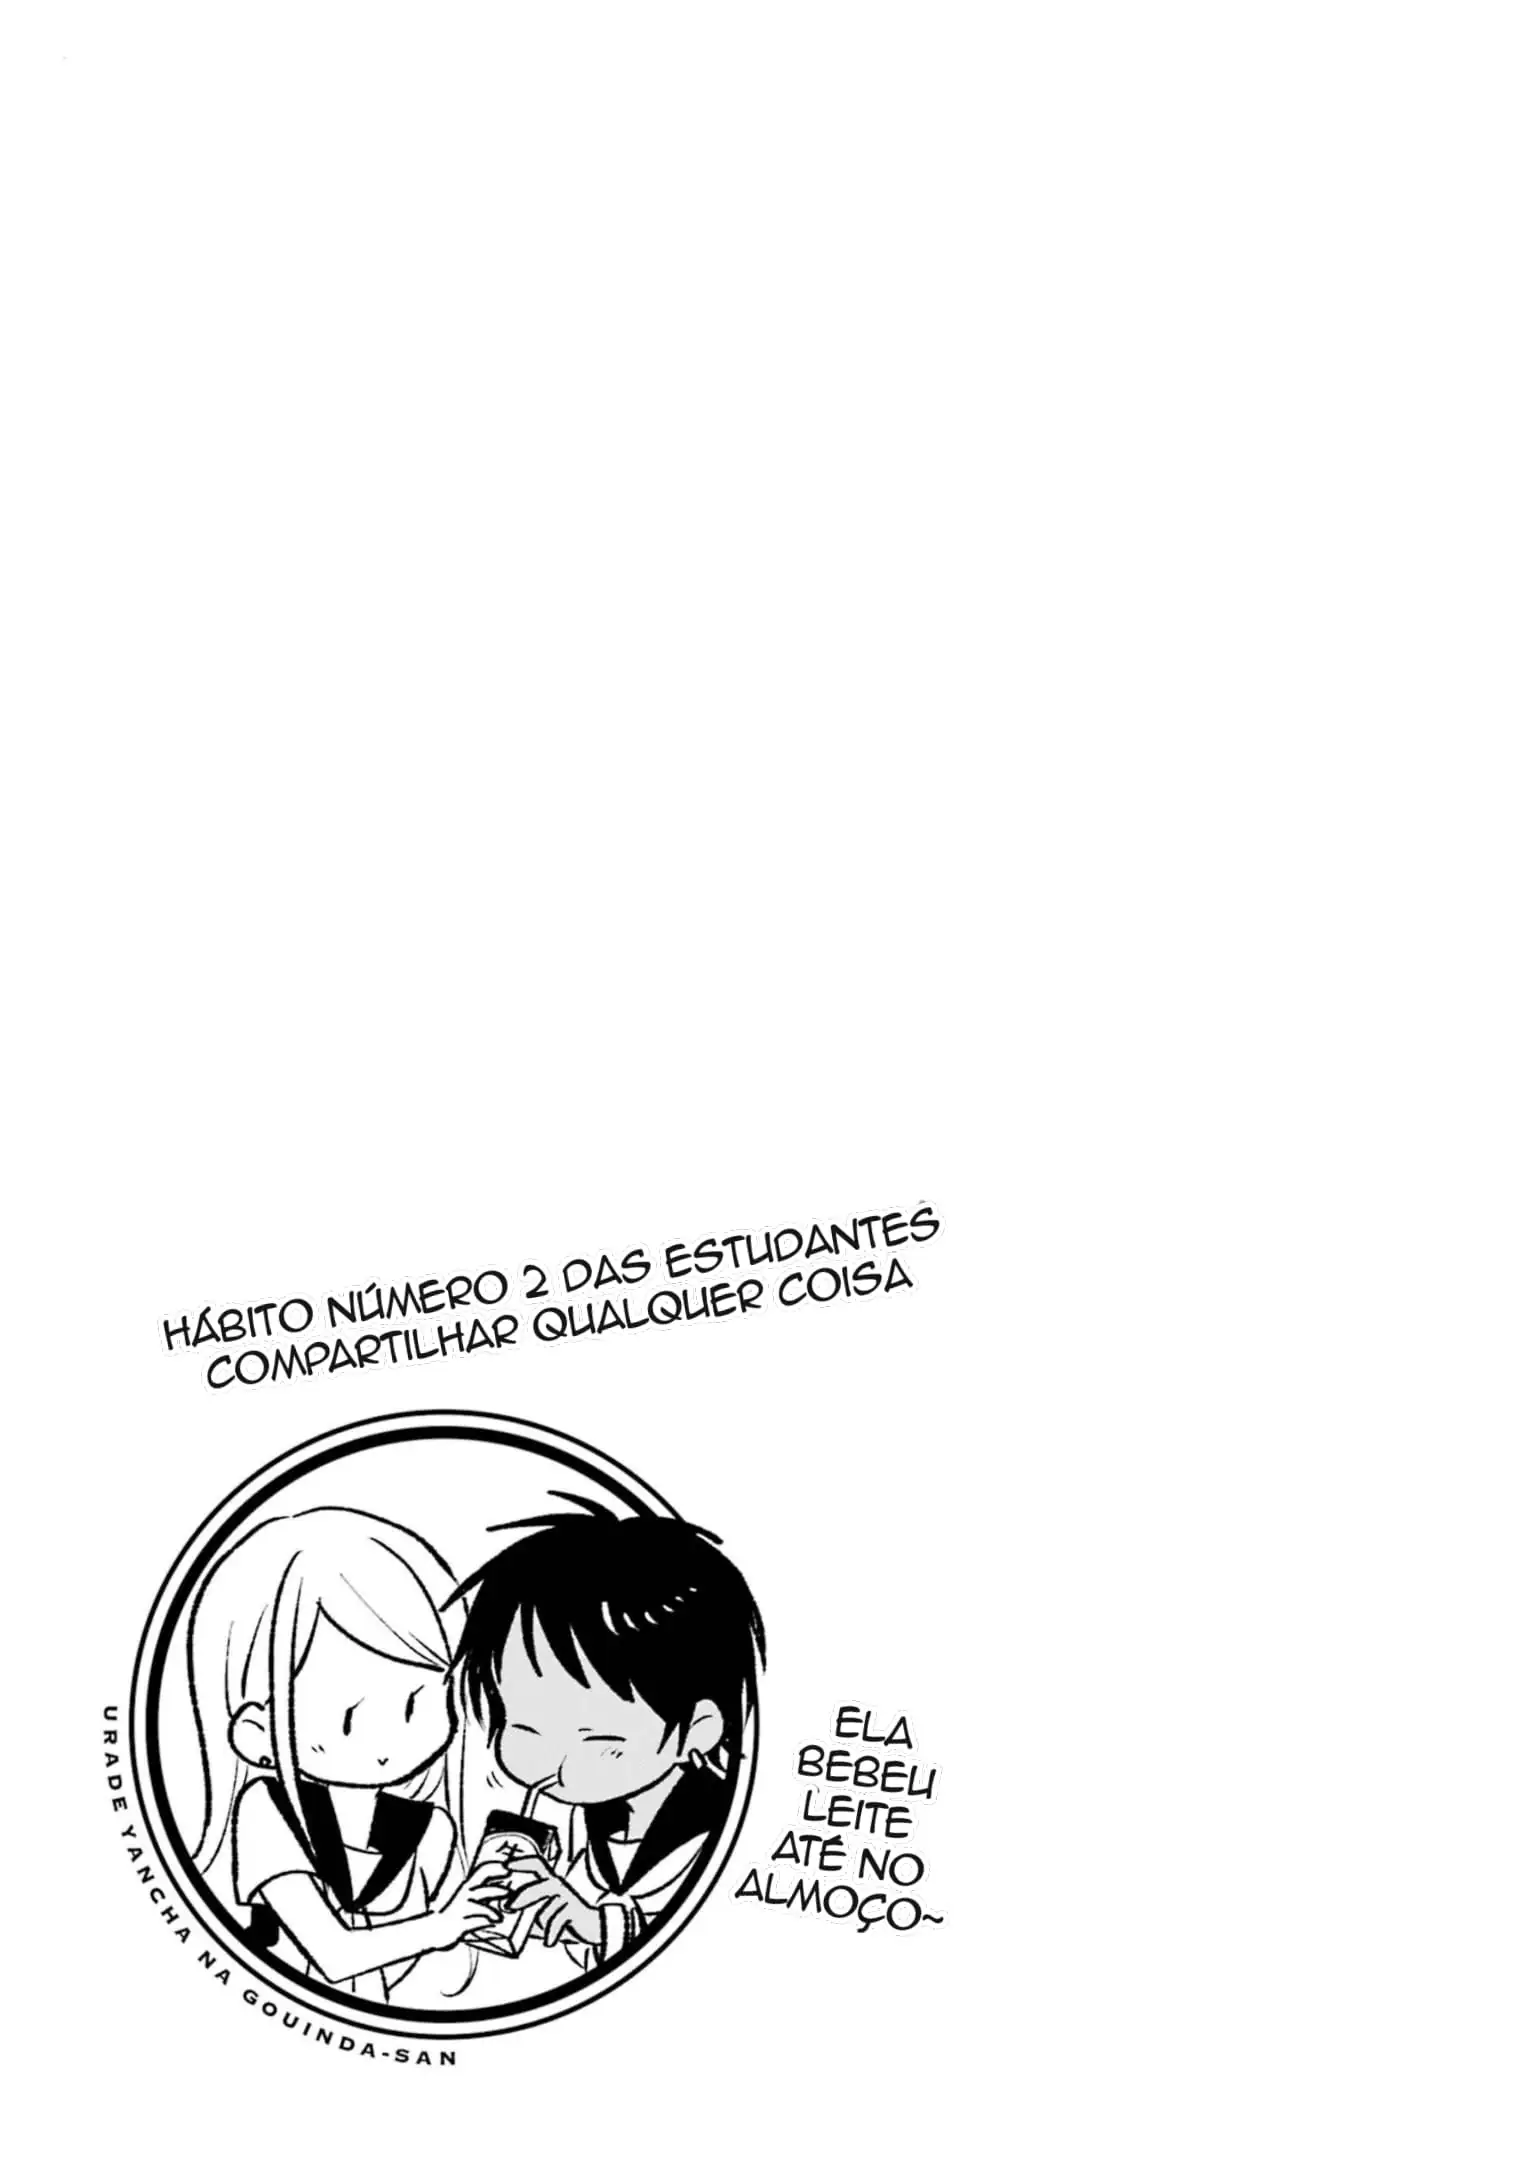 HÁBITO NÚMERO 2 DAS ESTUDANTES
COMPARTILHAR QUALQUER COISA
ELA
BEBEU
LEITE
ATÉ NO
ALMOÇO~
牛
URADE YANCHA NA GOUINDA-SAN